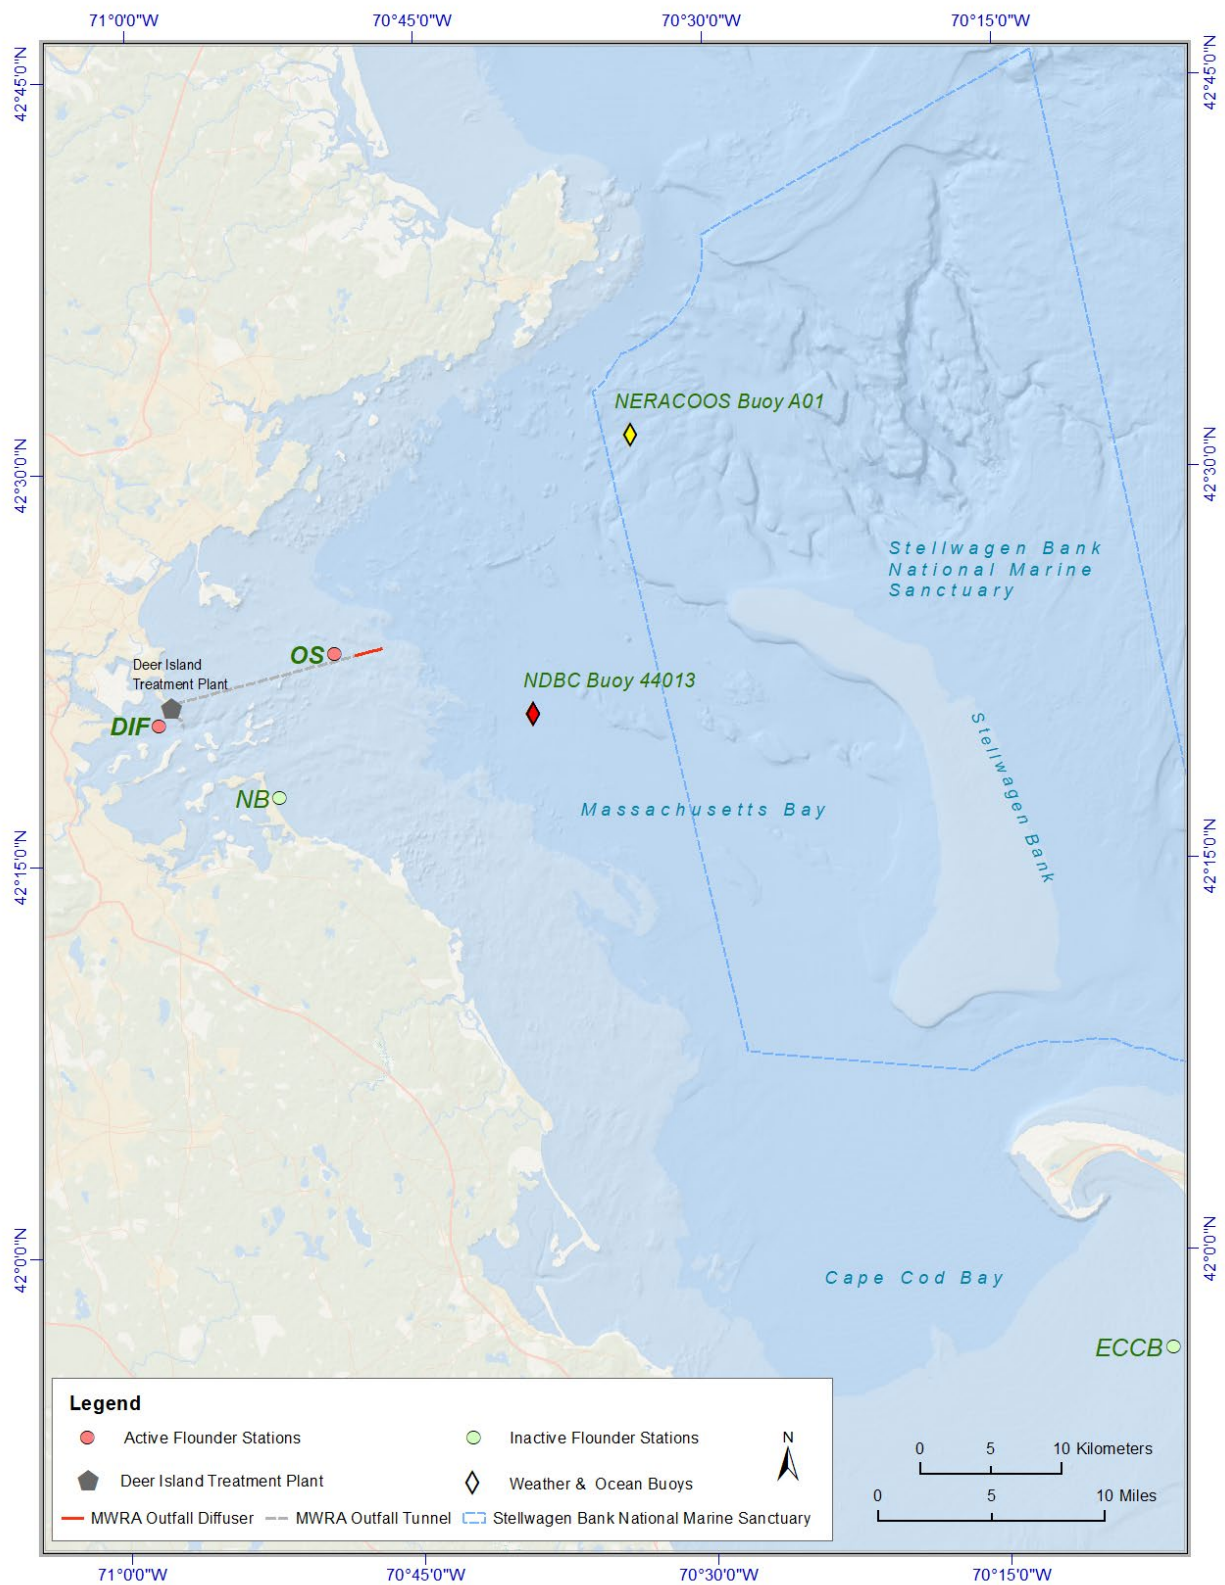 71°0'0"W
70°45'0"W
70°30'0"W
70°15'0"W
42°45'0"N
42°45'0"N
NERACOOS Buoy A01
42°30'0"N
42°30'0"N
Stellwagen Bank
National Marine
Sanctuary
OS
Deer Island
Treatment Plant
NDBC Buoy 44013
DIF
Stellwagen Bank
NB
Massachusetts Bay
42°15'0"N
42°15'0"N
42°0'0"N
42°0'0"N
Cape Cod Bay
ECCB
Legend
Active Flounder Stations
Inactive Flounder Stations
N
Deer Island Treatment Plant
Weather & Ocean Buoys
MWRA Outfall Diffuser
MWRA Outfall Tunnel
Stellwagen Bank National Marine Sanctuary
0 5 10 Kilometers
0 5 10 Miles
71°0'0"W
70°45'0"W
70°30'0"W
70°15'0"W